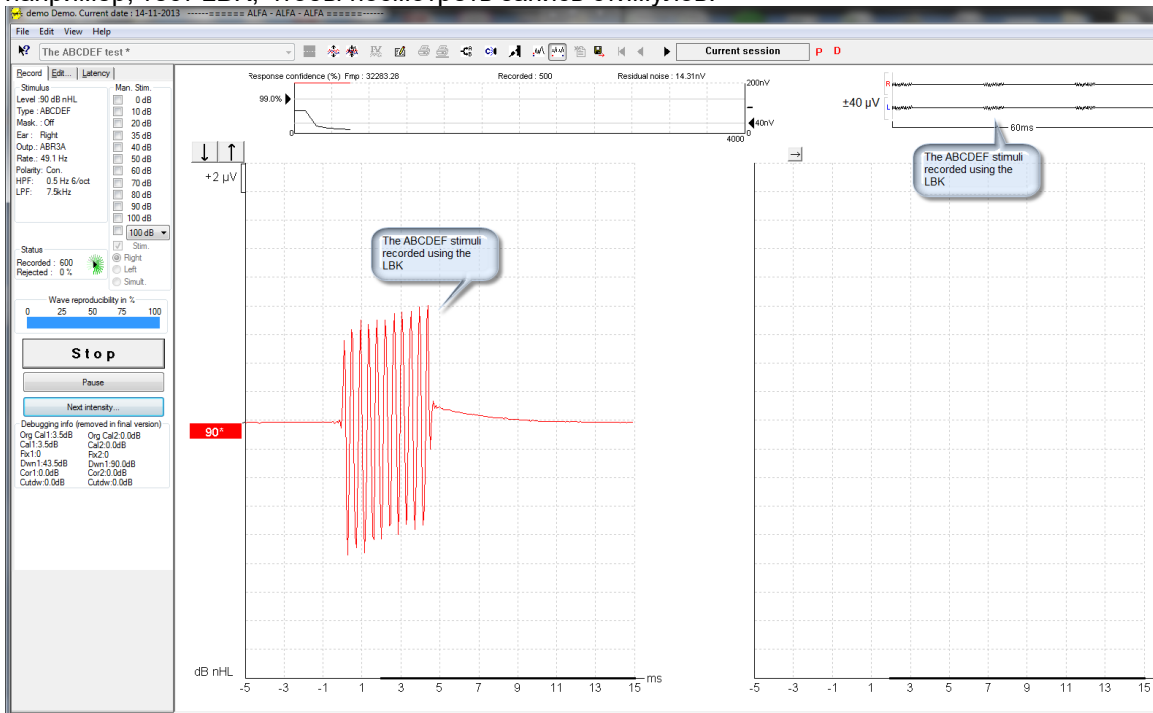 например, тест LBK, чтобы посмотреть запись стимулов.
demo Demo. Current date : 14-11-2013 ------====== ALFA - ALFA - ALFA ======------
File Edit View Help
The ABCDEF test *
Current session
P D
Record Edit... Latency
Stimulus
Level :90 dB nHL
Type : ABCDEF
Mask. : Off
Ear : Right
Outp.: ABR3A
Rate.: 49.1 Hz
Polarity: Con.
HPF: 0.5 Hz 6/oct
LPF: 7.5kHz
Man. Stim.
0 dB
10 dB
20 dB
35 dB
40 dB
50 dB
60 dB
70 dB
80 dB
90 dB
100 dB
100 dB
Stim.
Right
Left
Simult.
Status
Recorded : 600
Rejected : 0 %
Wave reproducibility in %
0 25 50 75 100
Stop
Pause
Next intensity...
Debugging info (removed in final version)
Org Cal1:3.5dB Org Cal2:0.0dB
Cal1:3.5dB Cal2:0.0dB
Fix1:0 Fix2:0
Dwn1:43.5dB Dwn1:90.0dB
Cor1:0.0dB Cor2:0.0dB
Cutdw:0.0dB Cutdw:0.0dB
Response confidence (%) Fmp : 32283.28 Recorded : 500 Residual noise : 14.31nV
99.0%
0
200nV
40nV
0
4000
±40 µV
R
L
60ms
The ABCDEF stimuli
recorded using the
LBK
+2 µV
The ABCDEF stimuli
recorded using the
LBK
90*
dB nHL
-5 -3 -1 1 3 5 7 9 11 13 15 ms
-5 -3 -1 1 3 5 7 9 11 13 15